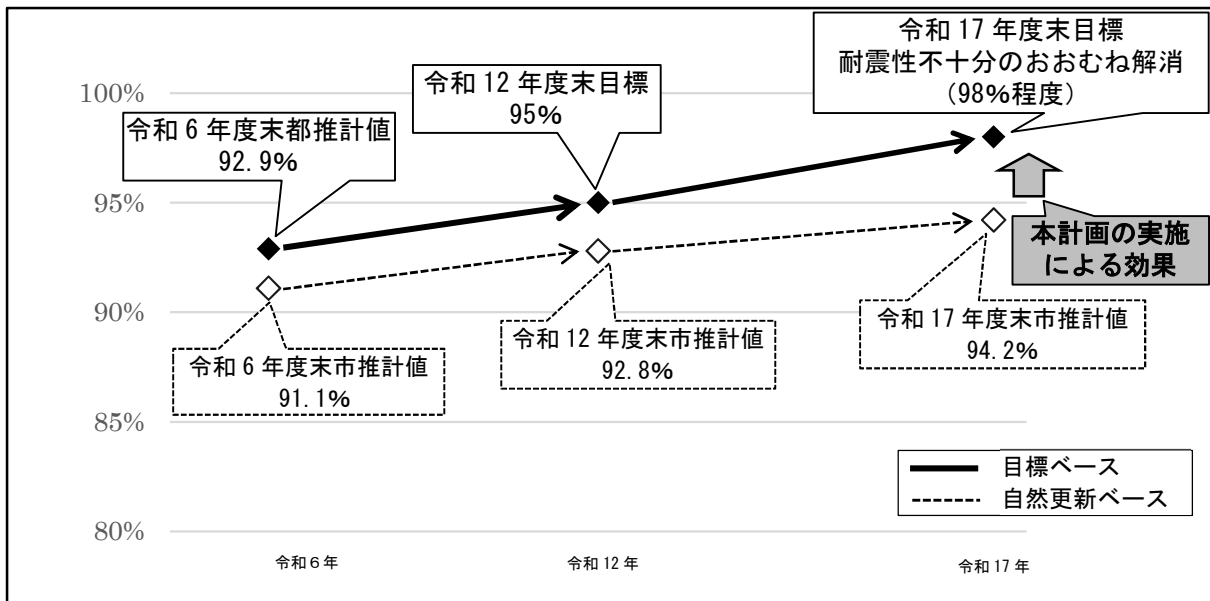 令和 17 年度末目標
耐震性不十分のおおむね解消
（98%程度）
令和 12 年度末目標
95%
100%
令和 6 年度末都推計値
92.9%
95%
本計画の実施
による効果
90%
令和 6 年度末市推計値
91.1%
令和 12 年度末市推計値
92.8%
令和 17 年度末市推計値
94.2%
85%
目標ベース
自然更新ベース
80%
令和６年
令和 12 年
令和 17 年